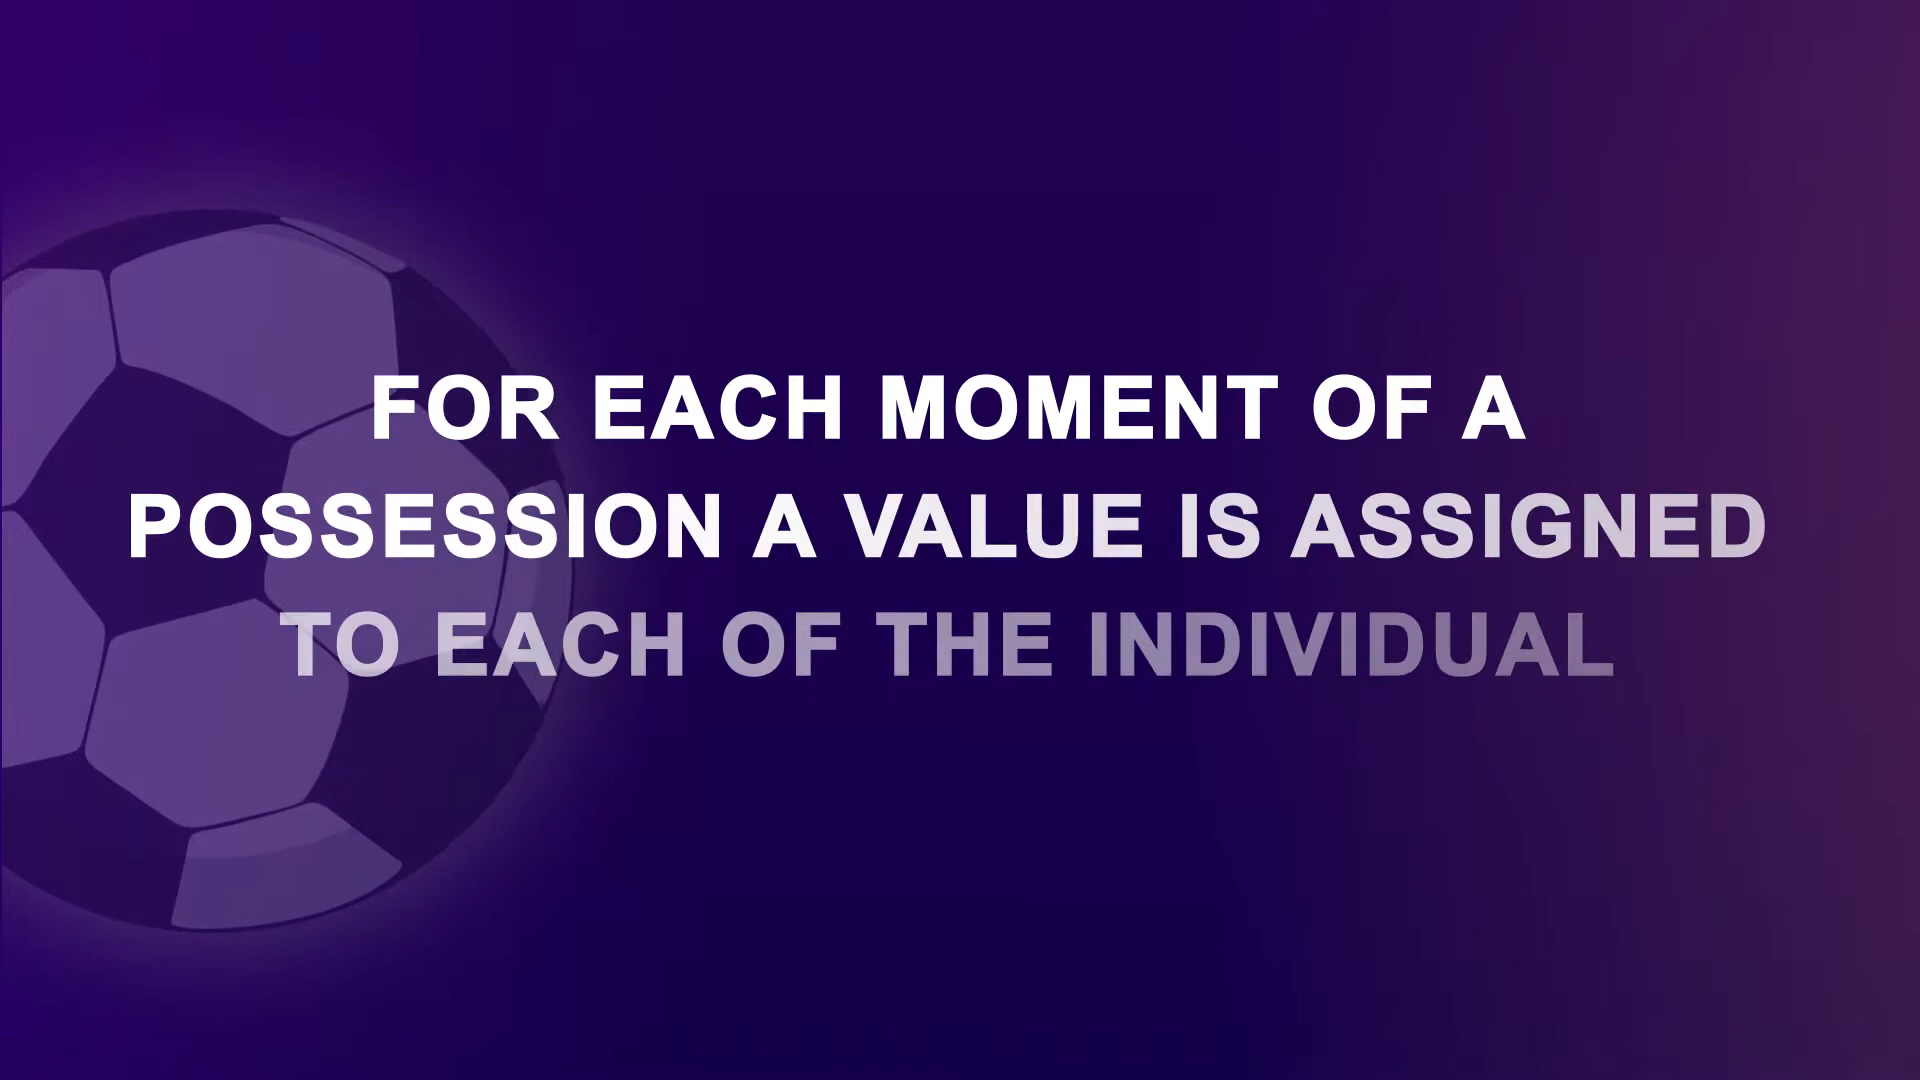 FOR EACH MOMENT OF A
POSSESSION A VALUE IS ASSIGNED
TO EACH OF THE INDIVIDUAL